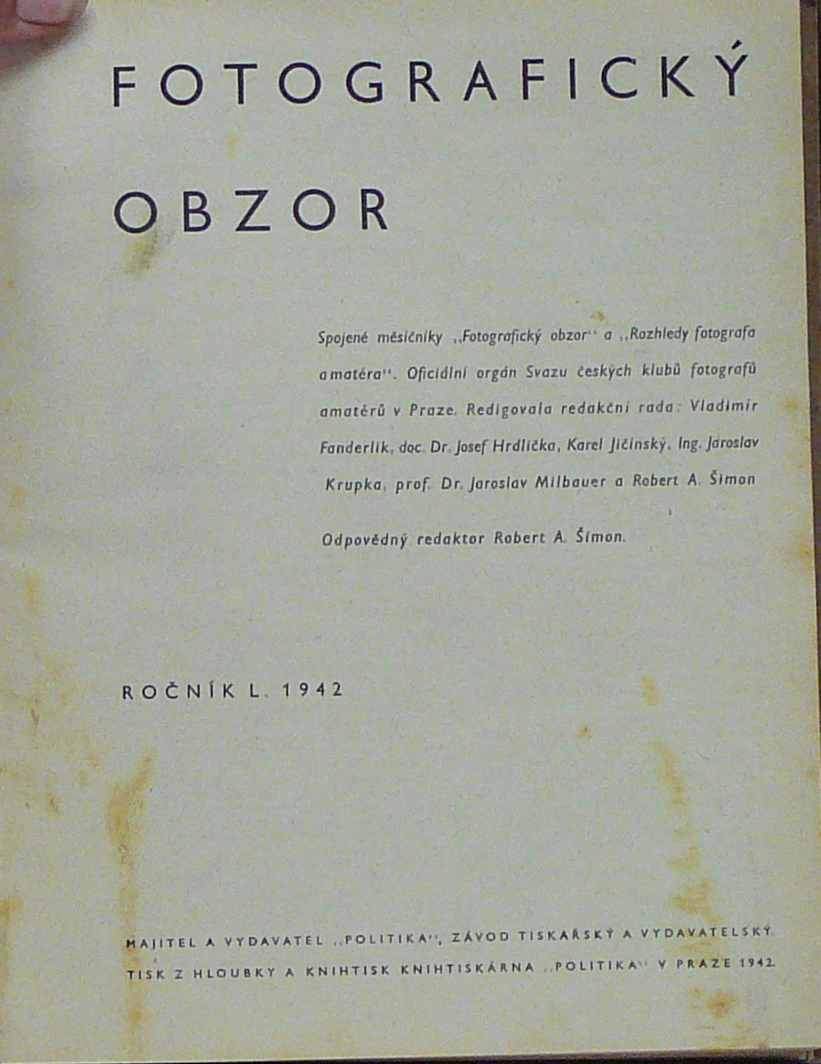 FOTOGRAFICKÝ
OBZOR
Spojené měsíčníky ,,Fotografický obzor" a ,,Rozhledy fotografa
amatéra". Oficiální orgán Svazu českých klubů fotografů
amatérů v Praze. Redigovala redakční rada: Vladimír
Fanderlik, doc. Dr. Josef Hrdlička, Karel Jičínský, Ing. Jaroslav
Krupka, prof. Dr. Jaroslav Milbauer a Robert A. Šimon
Odpovědný redaktor Robert A. Šimon.
ROČNÍK L. 1942
MAJITEL A VYDAVATEL ,,POLITIKA", ZÁVOD TISKAŘSKÝ A VYDAVATELSKÝ.
TISK Z HLOUBKY A KNIHTISK KNIHTISKÁRNA ,,POLITIKA" V PRAZE 1942.